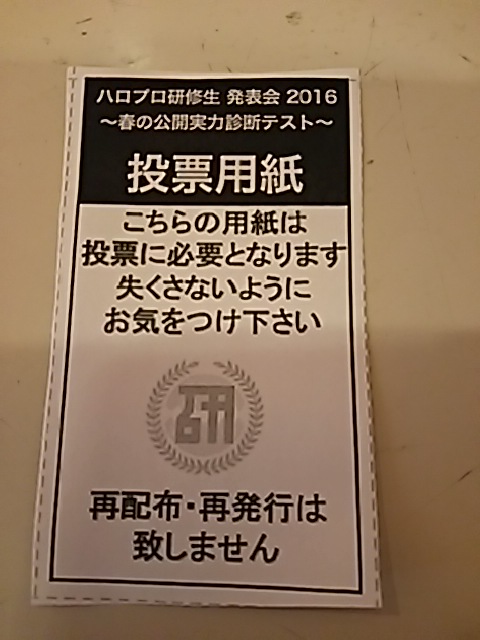 ハロプロ研修生 発表会 2016
～春の公開実力診断テスト～
投票用紙
こちらの用紙は
投票に必要となります
失くさないように
お気をつけ下さい
研
再配布・再発行は
致しません